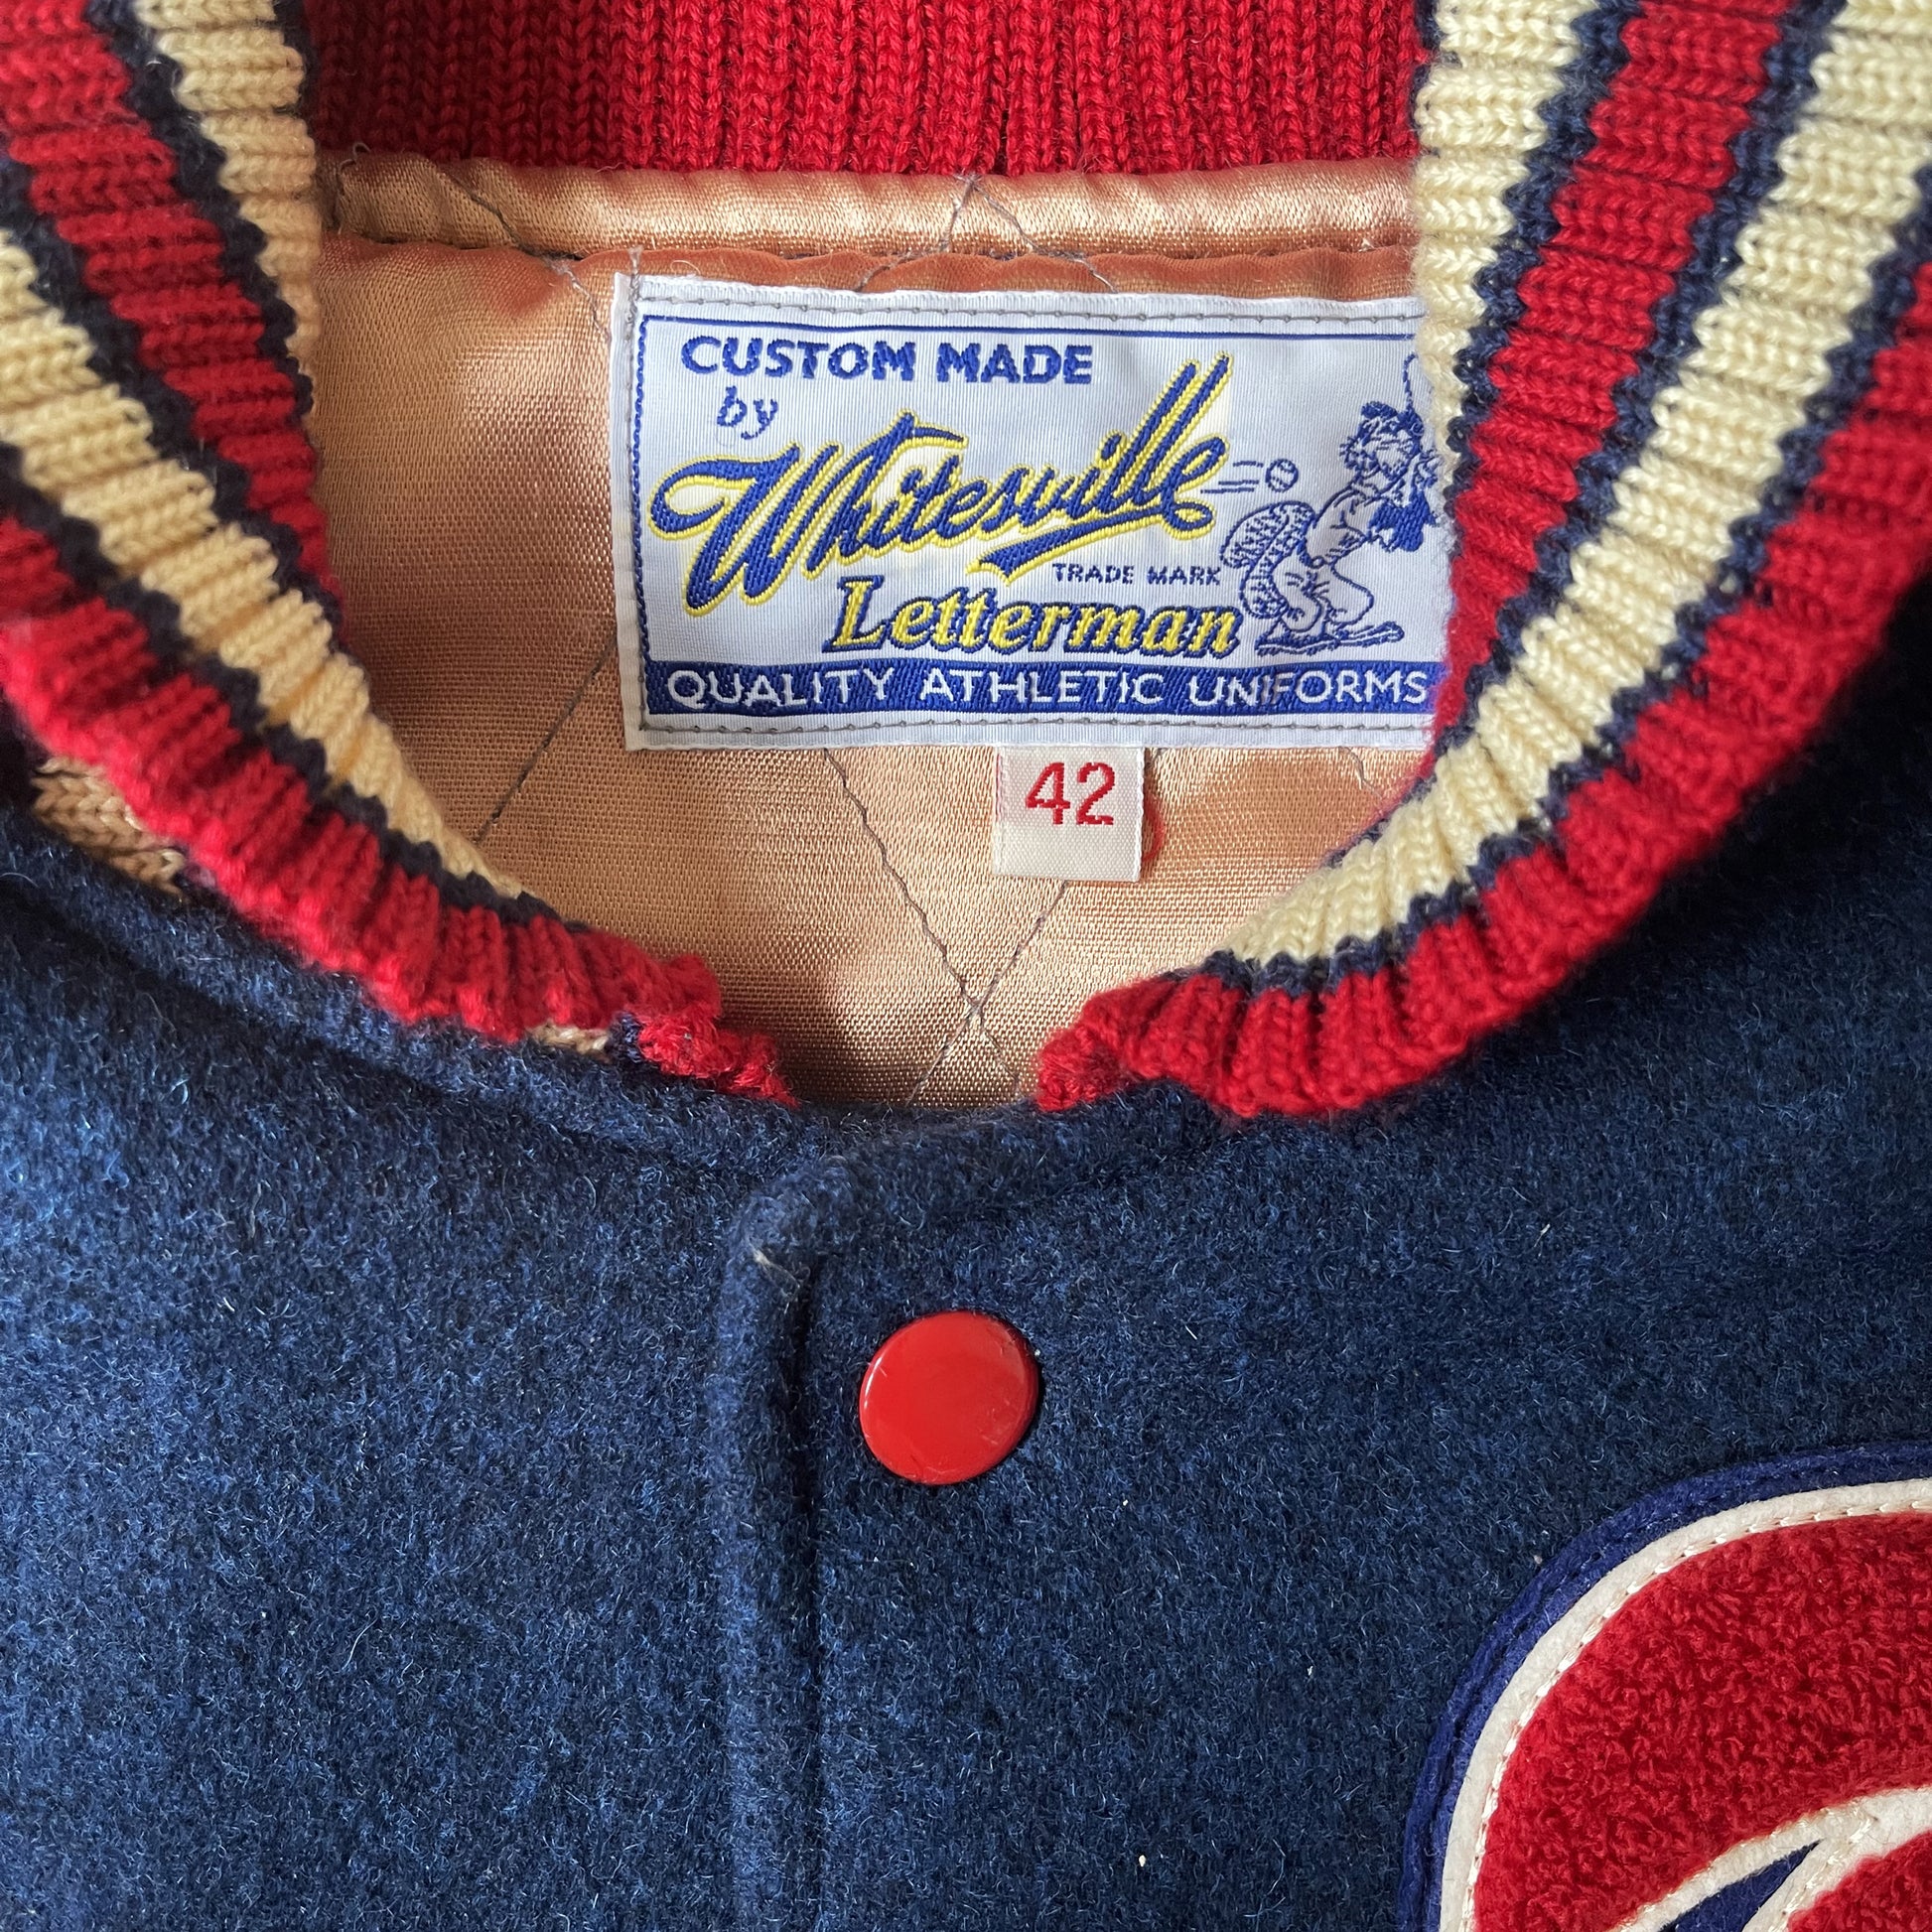 CUSTOM MADE
by
Whitesville
TRADE MARK
Letterman
QUALITY ATHLETIC UNIFORMS
42